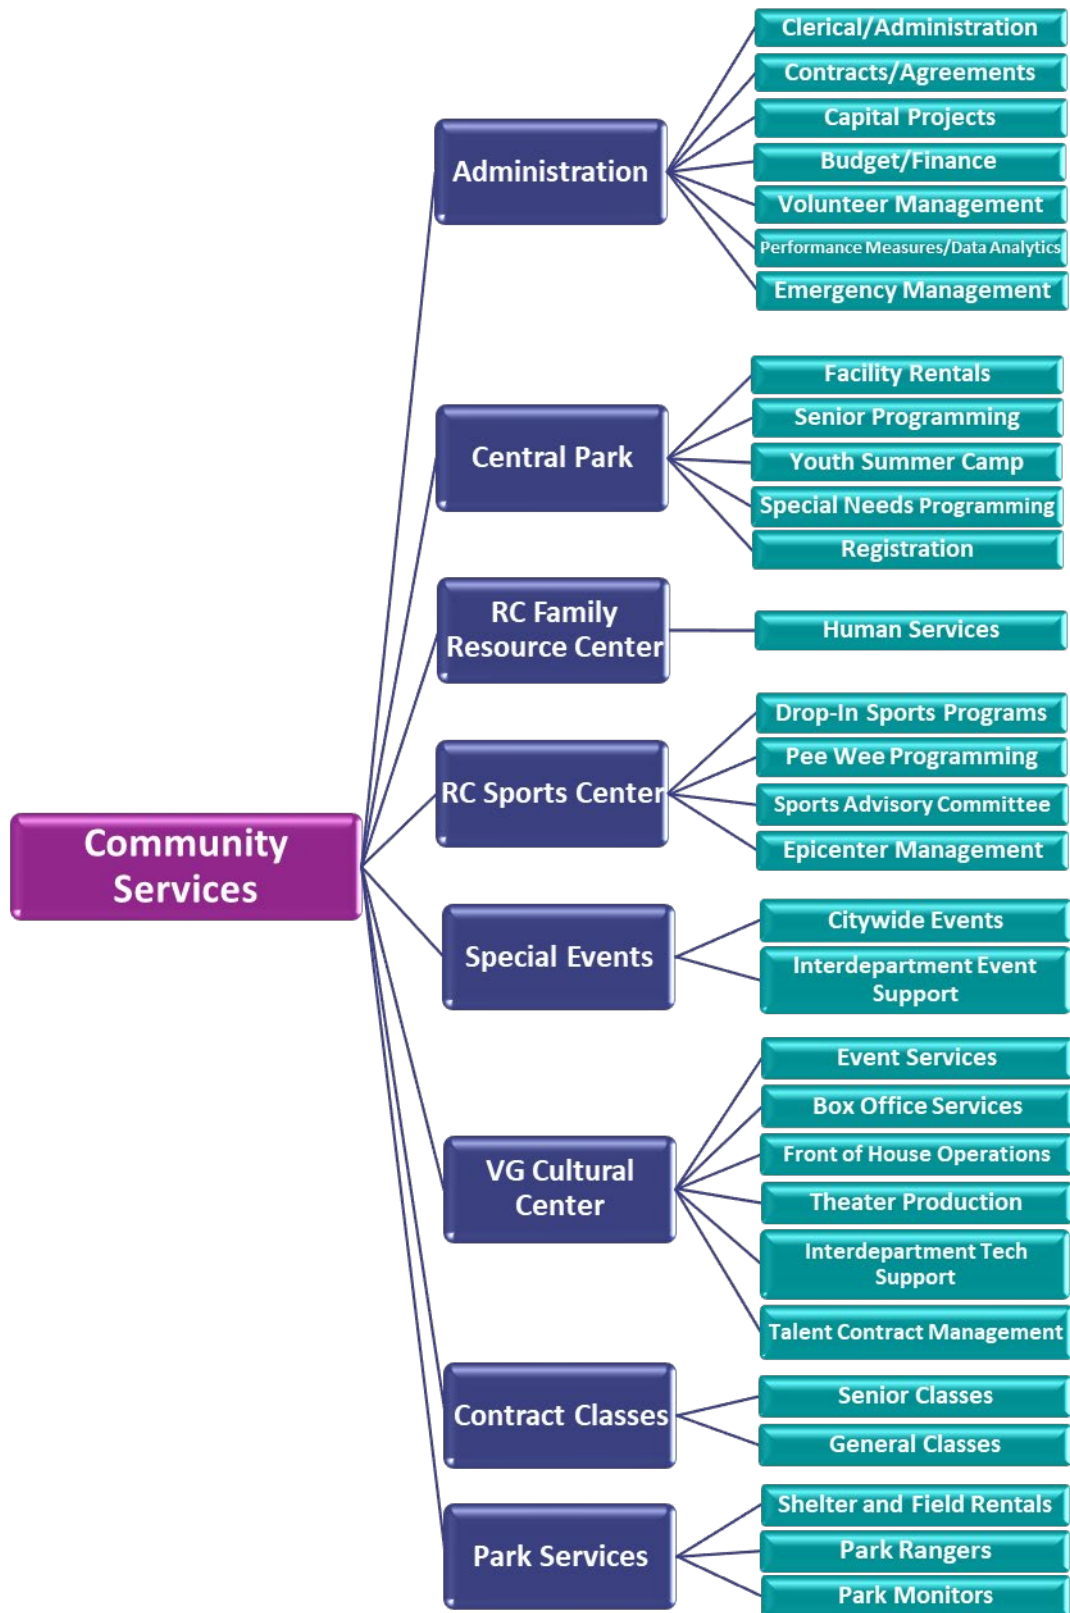 Community
Services
Administration
Clerical/Administration
Contracts/Agreements
Capital Projects
Budget/Finance
Volunteer Management
Performance Measures/Data Analytics
Emergency Management
Central Park
Facility Rentals
Senior Programming
Youth Summer Camp
Special Needs Programming
Registration
RC Family
Resource Center
Human Services
RC Sports Center
Drop-In Sports Programs
Pee Wee Programming
Sports Advisory Committee
Epicenter Management
Special Events
Citywide Events
Interdepartment Event
Support
VG Cultural
Center
Event Services
Box Office Services
Front of House Operations
Theater Production
Interdepartment Tech
Support
Talent Contract Management
Contract Classes
Senior Classes
General Classes
Park Services
Shelter and Field Rentals
Park Rangers
Park Monitors